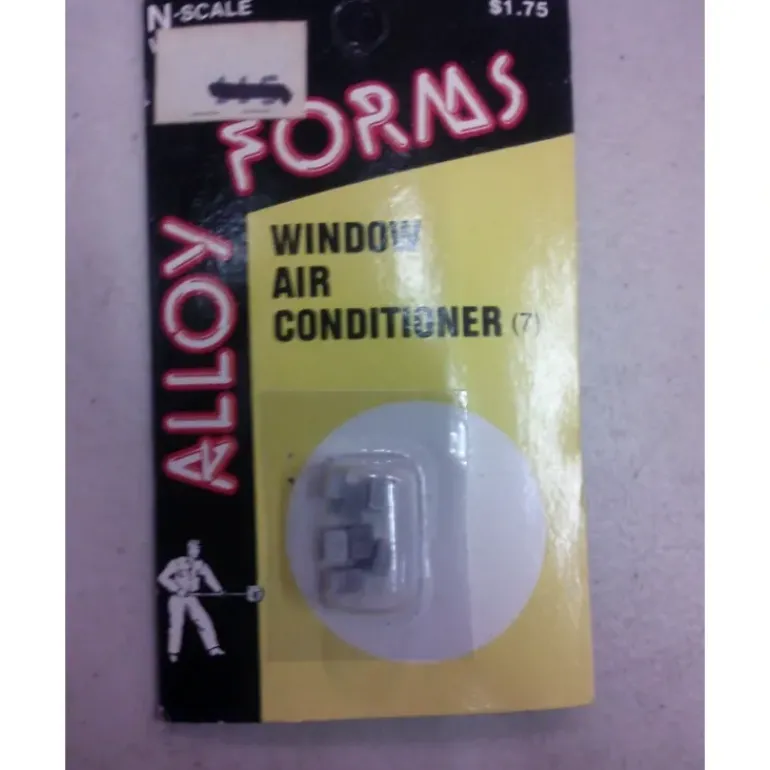 N-SCALE
$1.75
ALLOY FORMS
WINDOW
AIR
CONDITIONER (7)